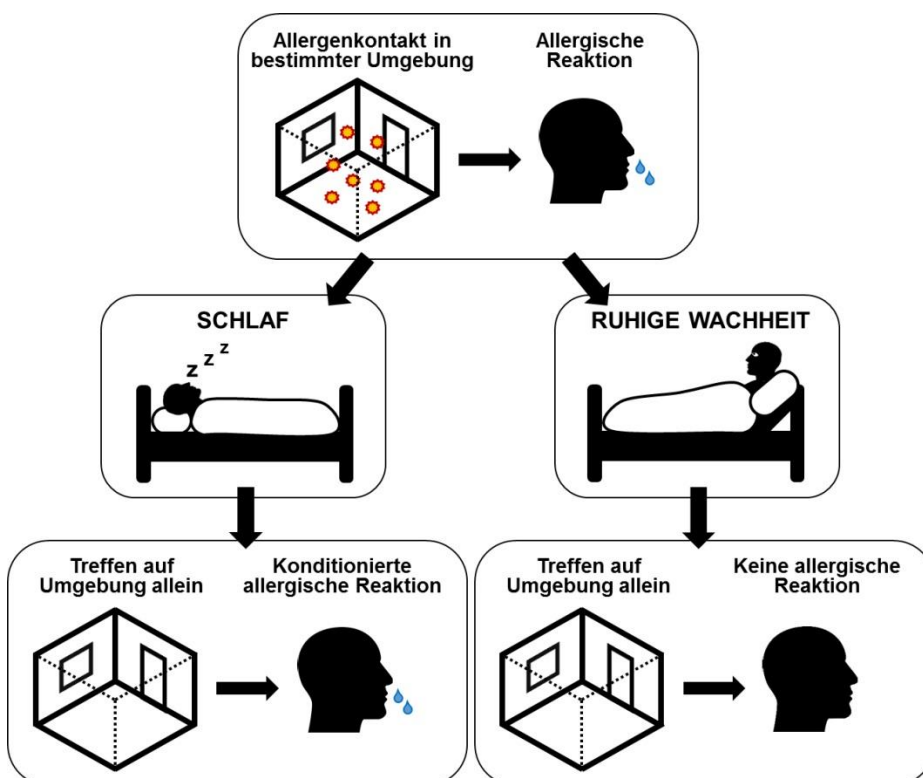 Allergenkontakt in
bestimmter Umgebung
Allergische
Reaktion
SCHLAF
z z z
RUHIGE WACHHEIT
Treffen auf
Umgebung allein
Konditionierte
allergische Reaktion
Treffen auf
Umgebung allein
Keine allergische
Reaktion